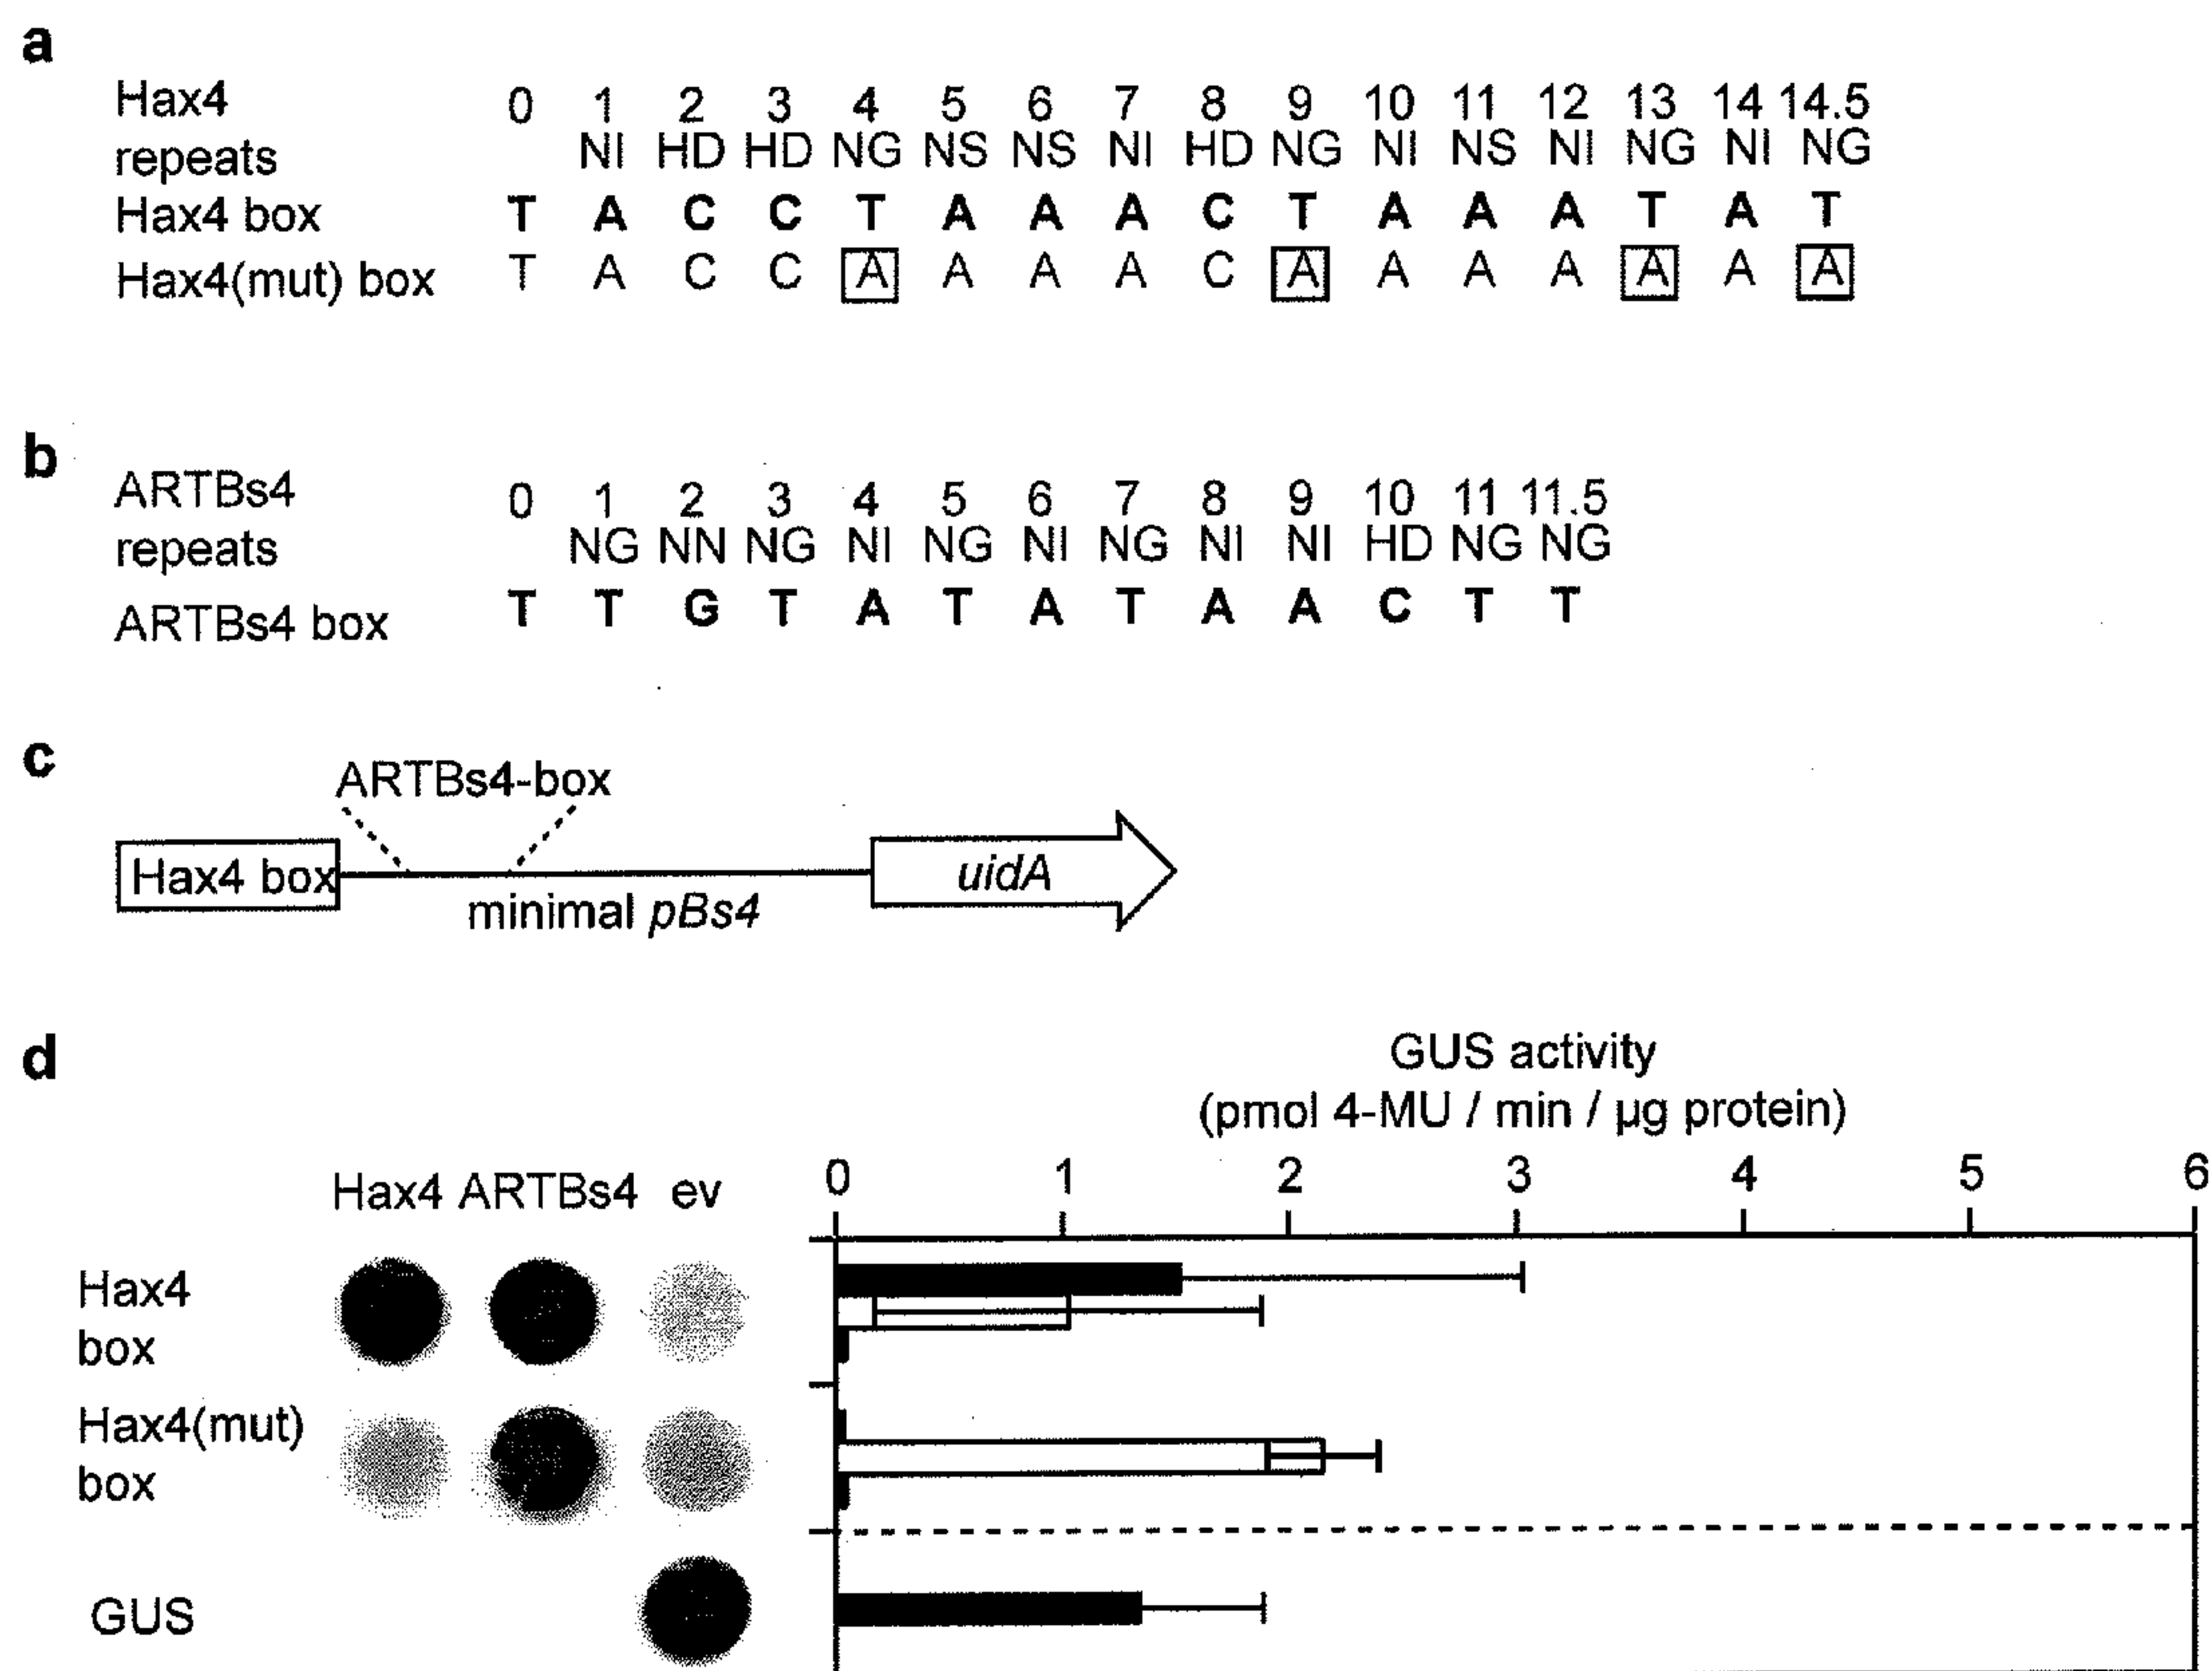 a
Hax4 0 1 2 3 4 5 6 7 8 9 10 11 12 13 14 14.5
repeats NI HD HD NG NS NS NI HD NG NI NS NI NG NI NG
Hax4 box T A C C T A A A C T A A A T A T
Hax4(mut) box T A C C A A A A C A A A A A A A
b
ARTBs4 0 1 2 3 4 5 6 7 8 9 10 11 11.5
repeats NG NN NG NI NG NI NG NI NI HD NG NG
ARTBs4 box T T G T A T A T A A C T T
c
ARTBs4-box
Hax4 box
uidA
minimal pBs4
d
GUS activity
(pmol 4-MU / min / µg protein)
Hax4 ARTBs4 ev
0 1 2 3 4 5 6
Hax4
box
Hax4(mut)
box
GUS